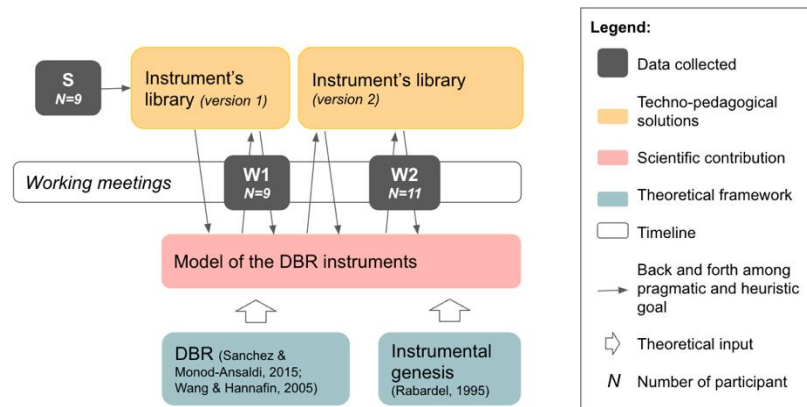 S
N=9
Instrument's
library (version 1)
Instrument's library
(version 2)
Working meetings
W1
N=9
W2
N=11
Model of the DBR instruments
DBR (Sanchez &
Monod-Ansaldi, 2015;
Wang & Hannafin, 2005)
Instrumental
genesis
(Rabardel, 1995)
Legend:
Data collected
Techno-pedagogical
solutions
Scientific contribution
Theoretical framework
Timeline
Back and forth among
pragmatic and heuristic
goal
Theoretical input
N Number of participant